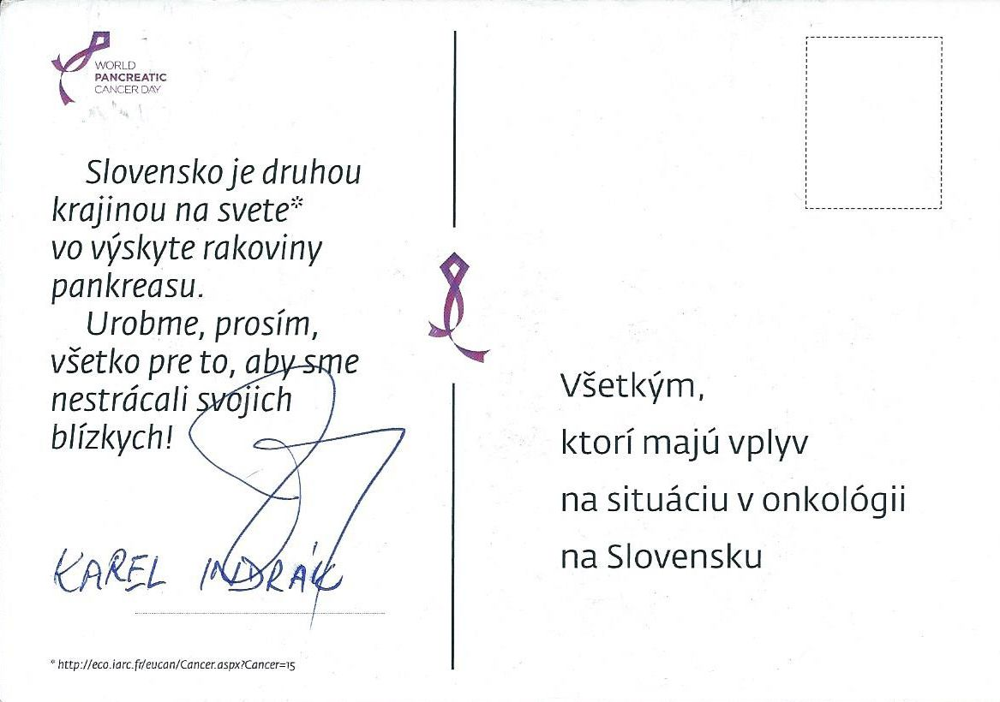 WORLD
PANCREATIC
CANCER DAY
Slovensko je druhou
krajinou na svete*
vo výskyte rakoviny
pankreasu.
Urobme, prosím,
všetko pre to, aby sme
nestrácali svojich
blízkych!
KAREL INDRÁK
* http://eco.iarc.fr/eucan/Cancer.aspx?Cancer=15
Všetkým,
ktorí majú vplyv
na situáciu v onkológii
na Slovensku